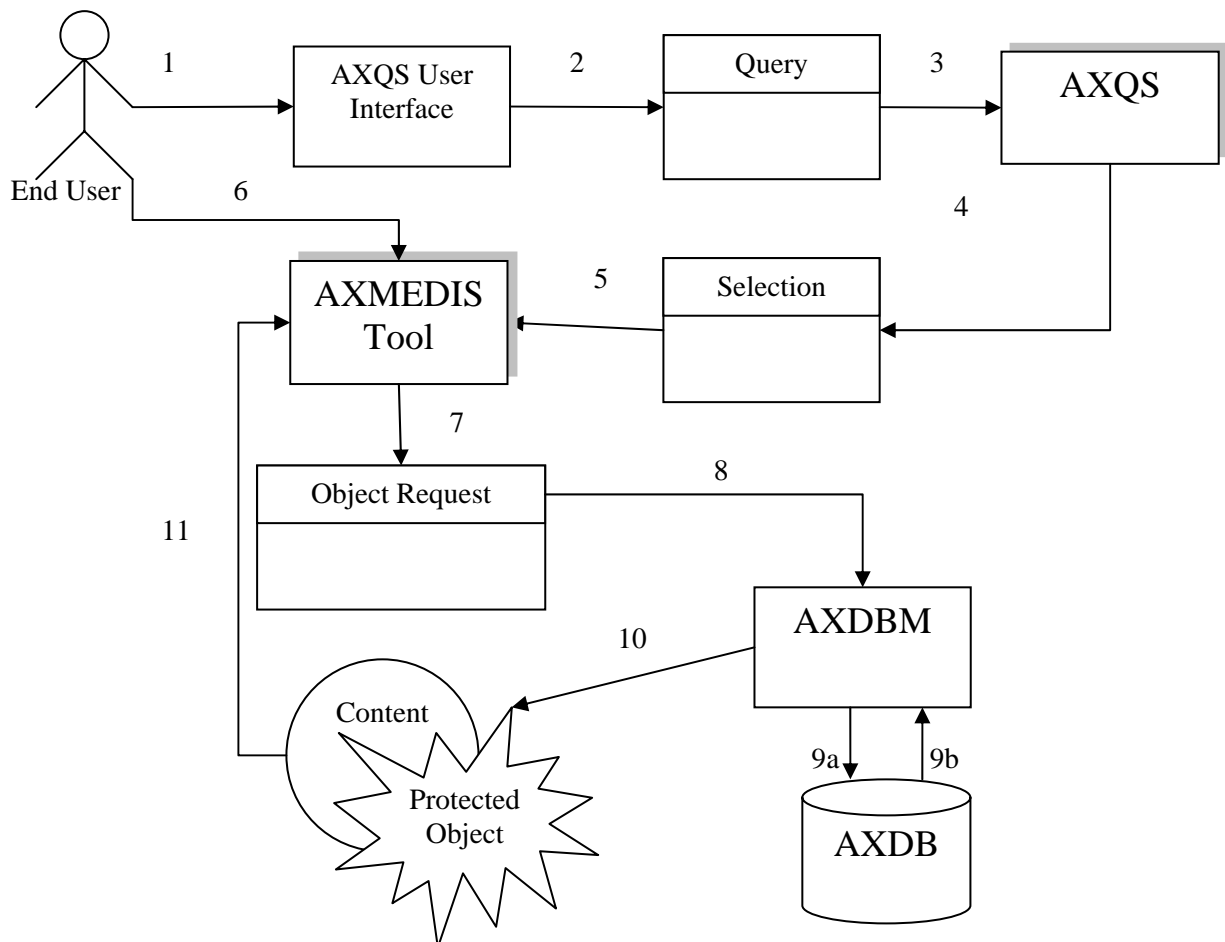 1
2
3
AXQS User
Interface
Query
AXQS
End User
6
4
AXMEDIS
Tool
5
Selection
7
Object Request
8
11
AXDBM
10
Content
9a
9b
Protected
Object
AXDB